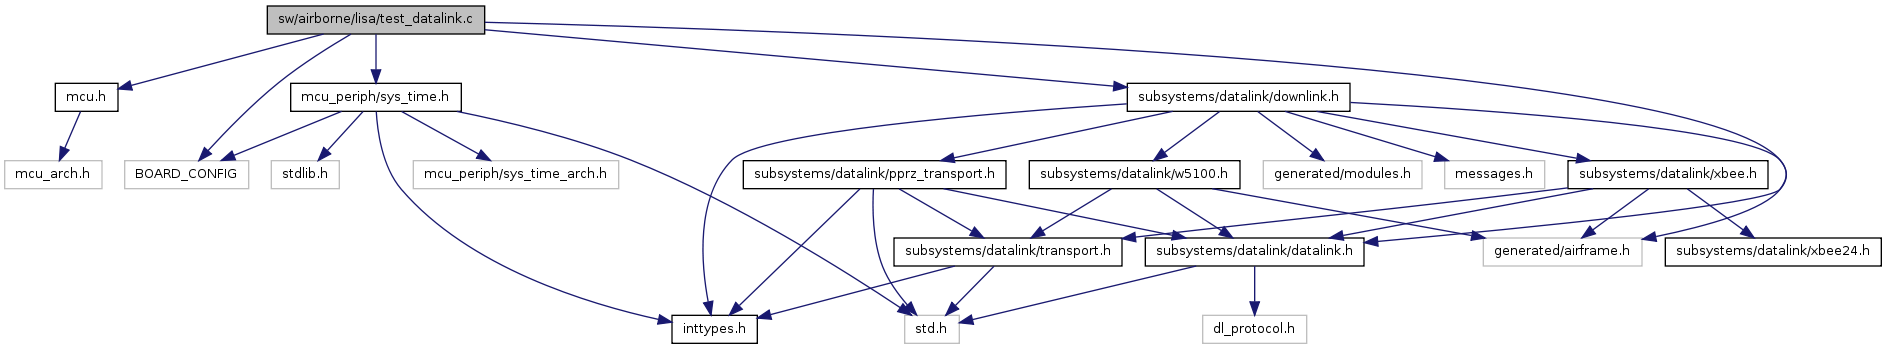 sw/airborne/lisa/test_datalink.c
mcu.h
mcu_periph/sys_time.h
subsystems/datalink/downlink.h
mcu_arch.h
BOARD_CONFIG
stdlib.h
mcu_periph/sys_time_arch.h
subsystems/datalink/pprz_transport.h
subsystems/datalink/w5100.h
generated/modules.h
messages.h
subsystems/datalink/xbee.h
subsystems/datalink/transport.h
subsystems/datalink/datalink.h
generated/airframe.h
subsystems/datalink/xbee24.h
inttypes.h
std.h
dl_protocol.h